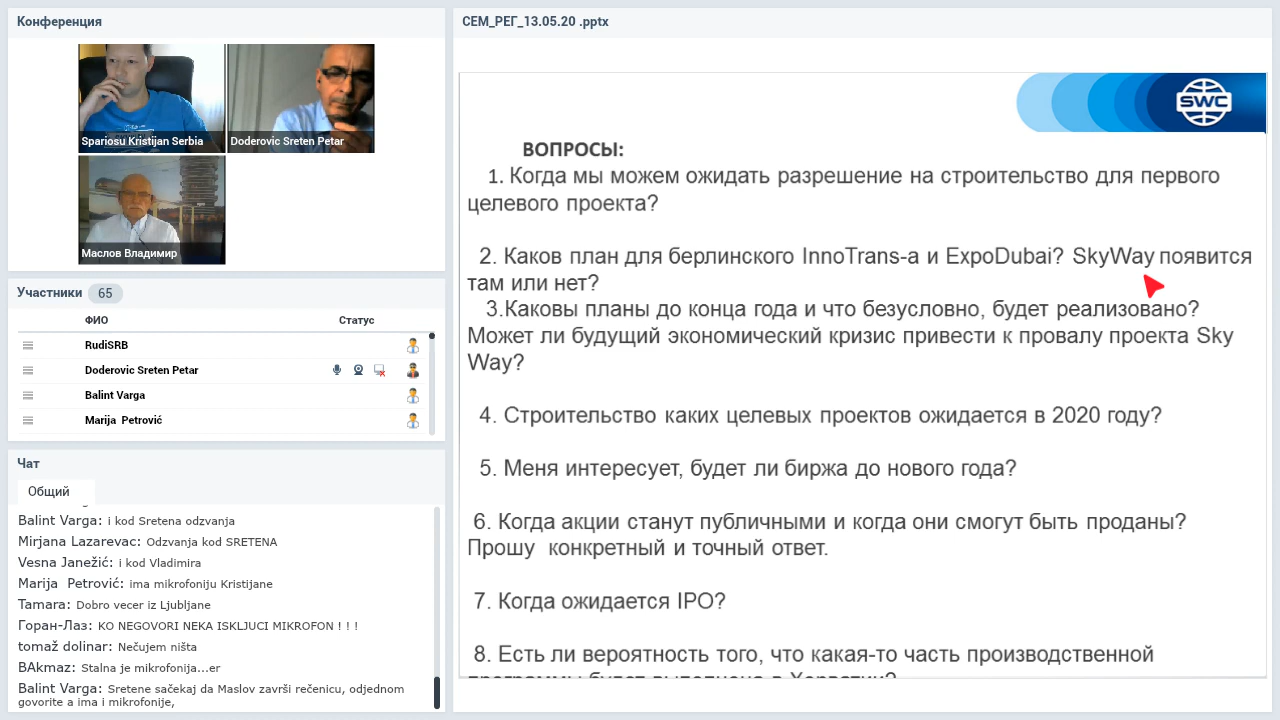 Конференция
Spariosu Kristijan Serbia
Doderovic Sreten Petar
Маслов Владимир
Участники 65
ФИО Статус
RudiSRB
Doderovic Sreten Petar
Balint Varga
Marija Petrović
Чат
Общий
Balint Varga: i kod Sretena odzvanja
Mirjana Lazarevac: Odzvanja kod SRETENA
Vesna Janežić: i kod Vladimira
Marija Petrović: ima mikrofoniju Kristijane
Tamara: Dobro vecer iz Ljubljane
Горан-Лаз: KO NEGOVORI NEKA ISKLJUCI MIKROFON ! ! !
tomaž dolinar: Nečujem ništa
BAkmaz: Stalna je mikrofonija...er
Balint Varga: Sretene sačekaj da Maslov završi rečenicu, odjednom
govorite a ima i mikrofonije,
СЕМ_РЕГ_13.05.20 .pptx
SWC
ВОПРОСЫ:
1. Когда мы можем ожидать разрешение на строительство для первого
целевого проекта?
2. Каков план для берлинского InnoTrans-а и ExpoDubai? SkyWay появится
там или нет?
3.Каковы планы до конца года и что безусловно, будет реализовано?
Может ли будущий экономический кризис привести к провалу проекта Sky
Way?
4. Строительство каких целевых проектов ожидается в 2020 году?
5. Меня интересует, будет ли биржа до нового года?
6. Когда акции станут публичными и когда они смогут быть проданы?
Прошу конкретный и точный ответ.
7. Когда ожидается IPO?
8. Есть ли вероятность того, что какая-то часть производственной
программы будет выполнена в Хорватии?